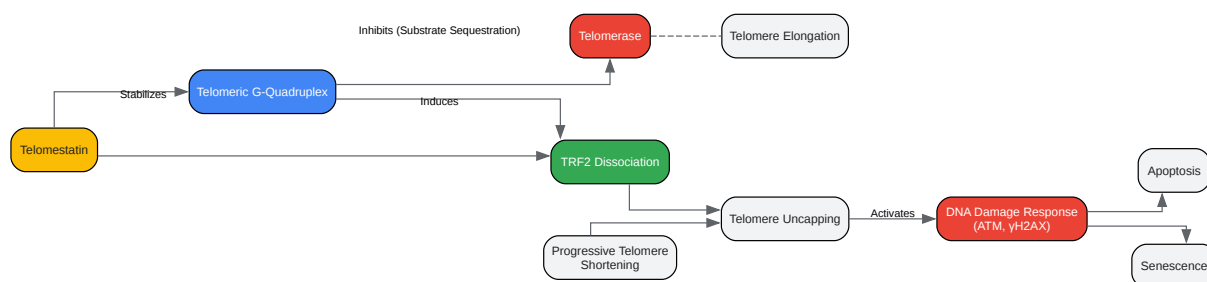 Inhibits (Substrate Sequestration)
Telomerase
Telomere Elongation
Stabilizes
Telomeric G-Quadruplex
Induces
Telomestatin
TRF2 Dissociation
Apoptosis
Telomere Uncapping
Activates
DNA Damage Response
(ATM, γH2AX)
Progressive Telomere
Shortening
Senescence